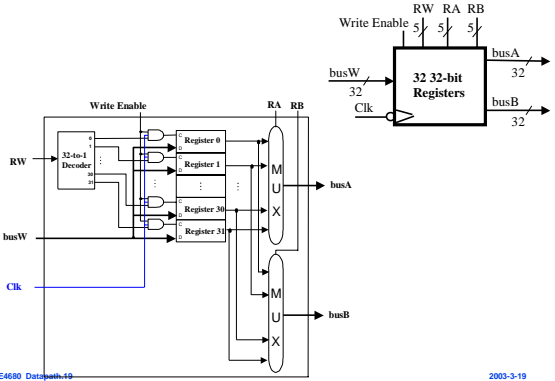 RW RA RB
Write Enable 5 5 5
busW
32
32 32-bit
Registers
busA
32
Clk
busB
32
Write Enable
RA RB
RW
32-to-1
Decoder
0
1
⋮
30
31
⋮
C
D
Register 0
C
D
Register 1
⋮ ⋮
C
D
Register 30
C
D
Register 31
M
U
X
busA
busW
Clk
M
U
X
busB
E4680 Datapath.19
2003-3-19